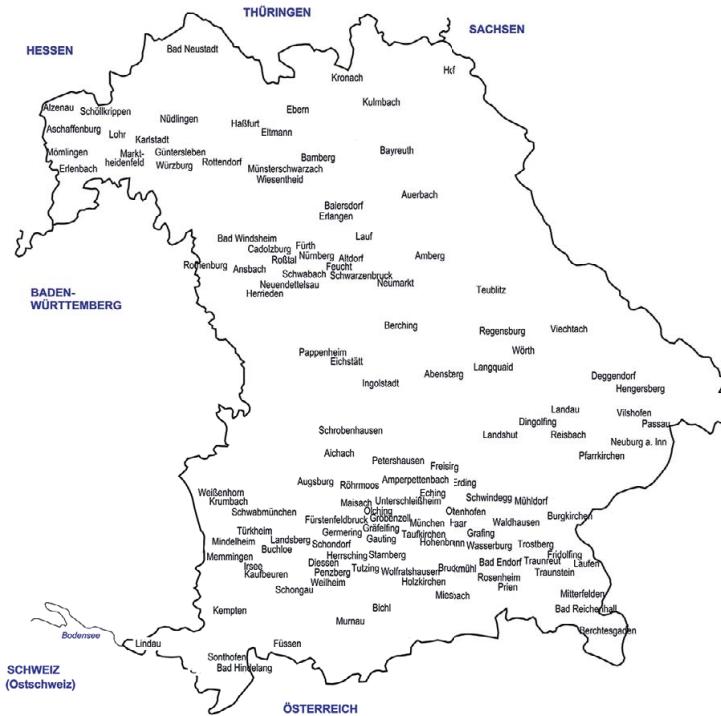 THÜRINGEN
SACHSEN
HESSEN
Bad Neustadt
Kronach
Hof
Alzenau
Schöllkrippen
Ebern
Kulmbach
Nüdlingen
Haßfurt
Eltmann
Aschaffenburg
Lohr
Karlstadt
Mömlingen
Markt-
heidenfeld
Güntersleben
Würzburg
Rottendorf
Bamberg
Bayreuth
Erlenbach
Münsterschwarzach
Wiesentheid
Auerbach
Baiersdorf
Erlangen
Bad Windsheim
Fürth
Lauf
Cadolzburg
Nürnberg
Altdorf
Amberg
Rothenburg
Ansbach
Roßtal
Feucht
Schwabach
Schwarzenbruck
Neuendettelsau
Neumarkt
Herrieden
Teublitz
BADEN-
WÜRTTEMBERG
Berching
Regensburg
Viechtach
Pappenheim
Eichstätt
Wörth
Ingolstadt
Abensberg
Langquaid
Deggendorf
Hengersberg
Landau
Vilshofen
Dingolfing
Passau
Schrobenhausen
Landshut
Reisbach
Neuburg a. Inn
Aichach
Pfarrkirchen
Petershausen
Freisirg
Augsburg
Röhrmoos
Amperpettenbach
Erding
Weißenhorn
Krumbach
Maisach
Unterschleißheim
Eching
Schwindegg
Mühldorf
Schwabmünchen
Olching
Otenhofen
Fürstenfeldbruck
Gröbenzell
München
Haar
Waldhausen
Burgkirchen
Türkheim
Germering
Gräfelfing
Taufkirchen
Grafing
Mindelheim
Landsberg
Schondorf
Gauting
Hohenbrunn
Wasserburg
Trostberg
Memmingen
Buchloe
Herrsching
Starnberg
Fridolfing
Irsee
Diessen
Tutzing
Wolfratshausen
Bruckmühl
Bad Endorf
Traunreut
Laufen
Kaufbeuren
Penzberg
Rosenheim
Traunstein
Schongau
Weilheim
Holzkirchen
Prien
Miesbach
Mitterfelden
Kempten
Bichl
Bad Reichenhall
Murnau
Berchtesgaden
Bodensee
Lindau
Füssen
Sonthofen
Bad Hindelang
SCHWEIZ
(Ostschweiz)
ÖSTERREICH